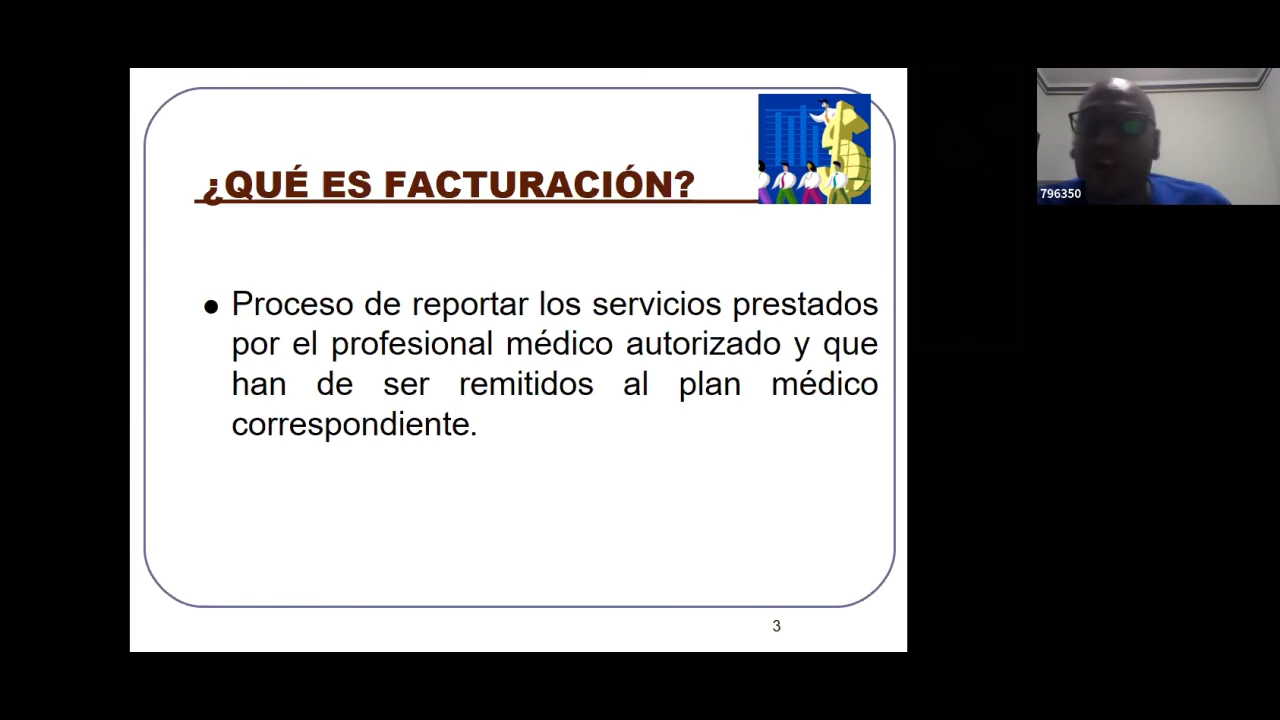 ¿QUÉ ES FACTURACIÓN?
Proceso de reportar los servicios prestados
por el profesional médico autorizado y que
han de ser remitidos al plan médico
correspondiente.
3
796350